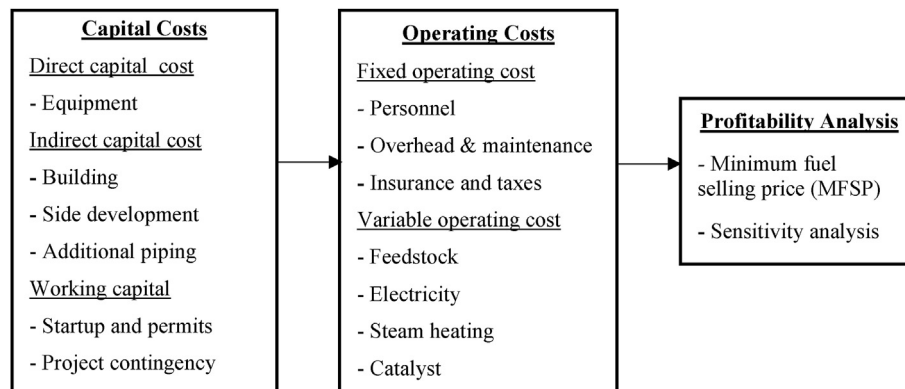 Capital Costs
Direct capital cost
- Equipment
Indirect capital cost
- Building
- Side development
- Additional piping
Working capital
- Startup and permits
- Project contingency
Operating Costs
Fixed operating cost
- Personnel
- Overhead & maintenance
- Insurance and taxes
Variable operating cost
- Feedstock
- Electricity
- Steam heating
- Catalyst
Profitability Analysis
- Minimum fuel
selling price (MFSP)
- Sensitivity analysis